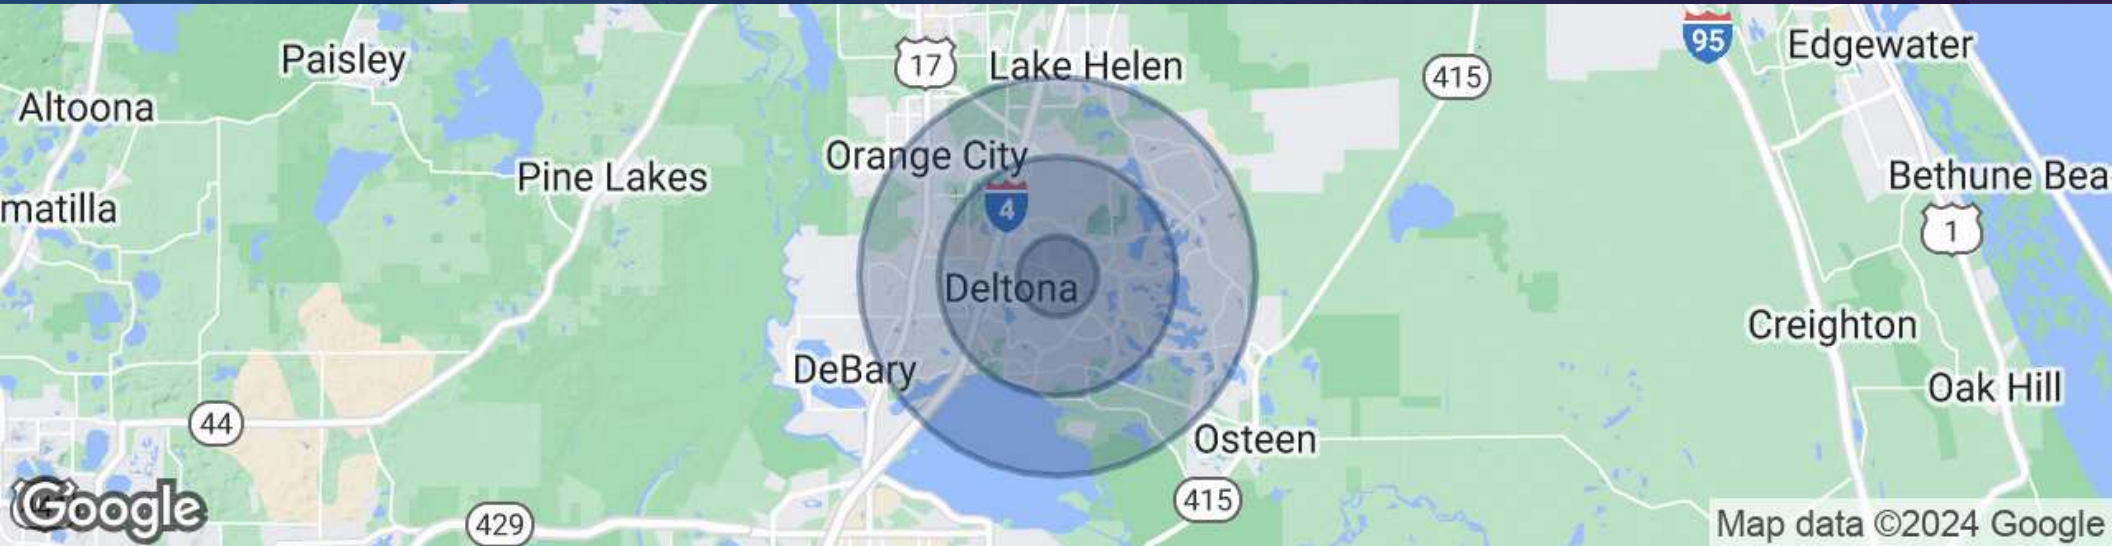 Paisley
17
Lake Helen
415
95
Edgewater
Altoona
Orange City
Pine Lakes
Bethune Bea
matilla
4
1
Deltona
Creighton
DeBary
Oak Hill
44
Osteen
415
Google
429
Map data ©2024 Google